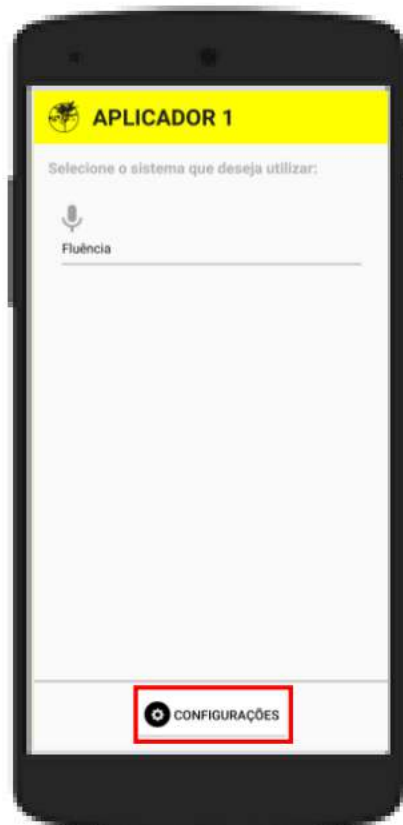 APLICADOR 1
Selecione o sistema que deseja utilizar:
Fluência
CONFIGURAÇÕES